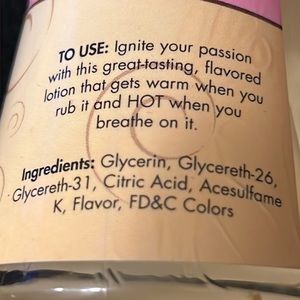 TO USE: Ignite your passion
with this great-tasting, flavored
lotion that gets warm when you
rub it and HOT when you
breathe on it.
Ingredients: Glycerin, Glycereth-26,
Glycereth-31, Citric Acid, Acesulfame
K, Flavor, FD&C Colors